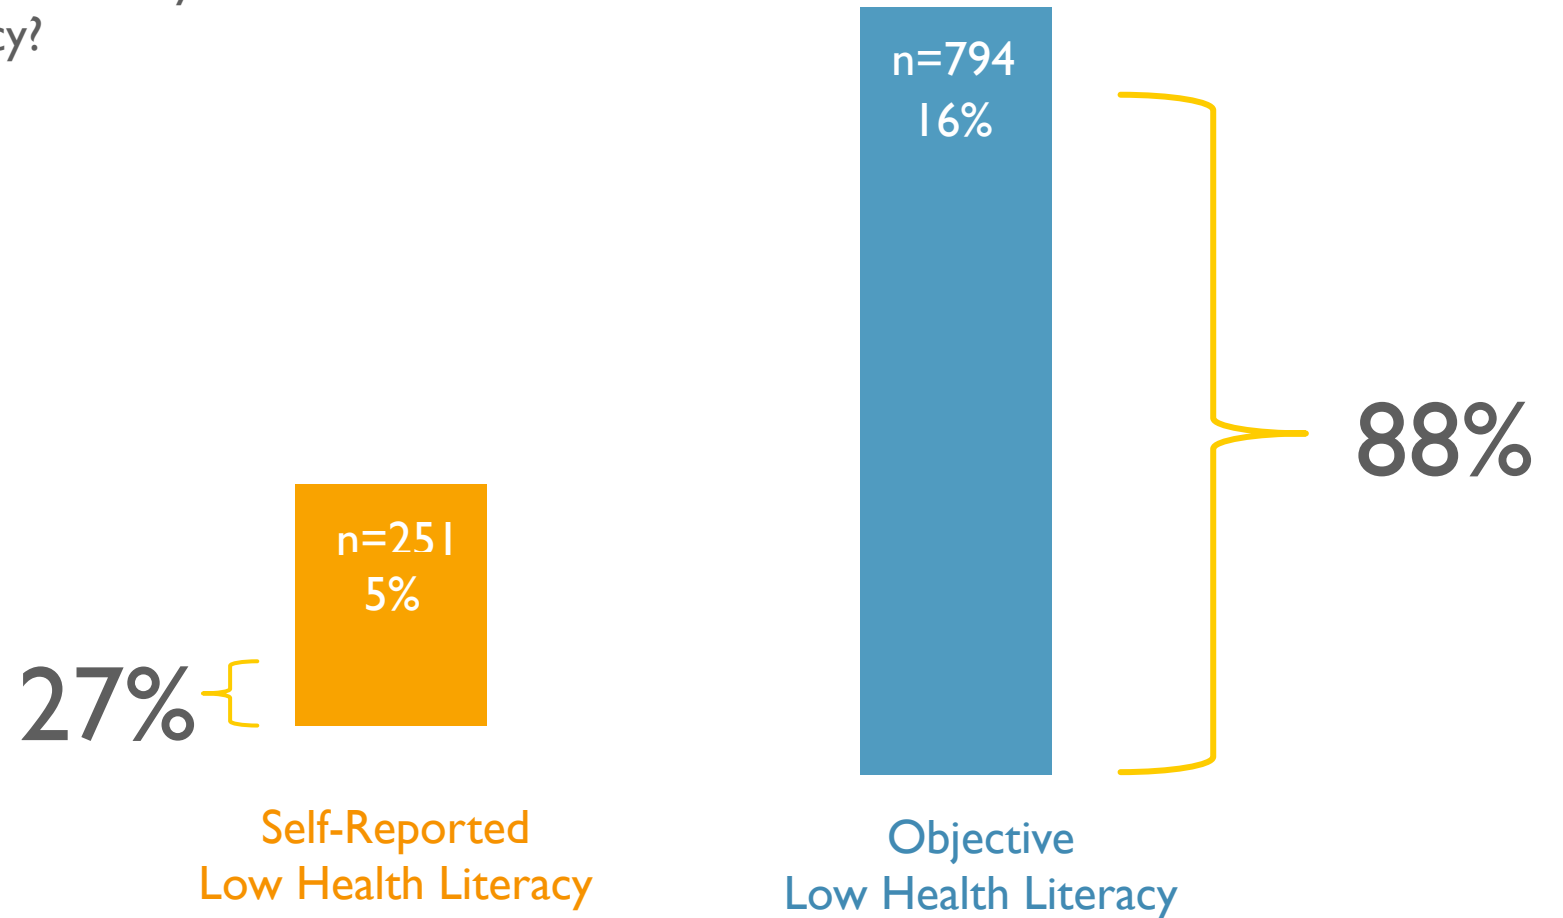 cy?
n=794
16%
88%
n=251
5%
27%
Self-Reported
Low Health Literacy
Objective
Low Health Literacy